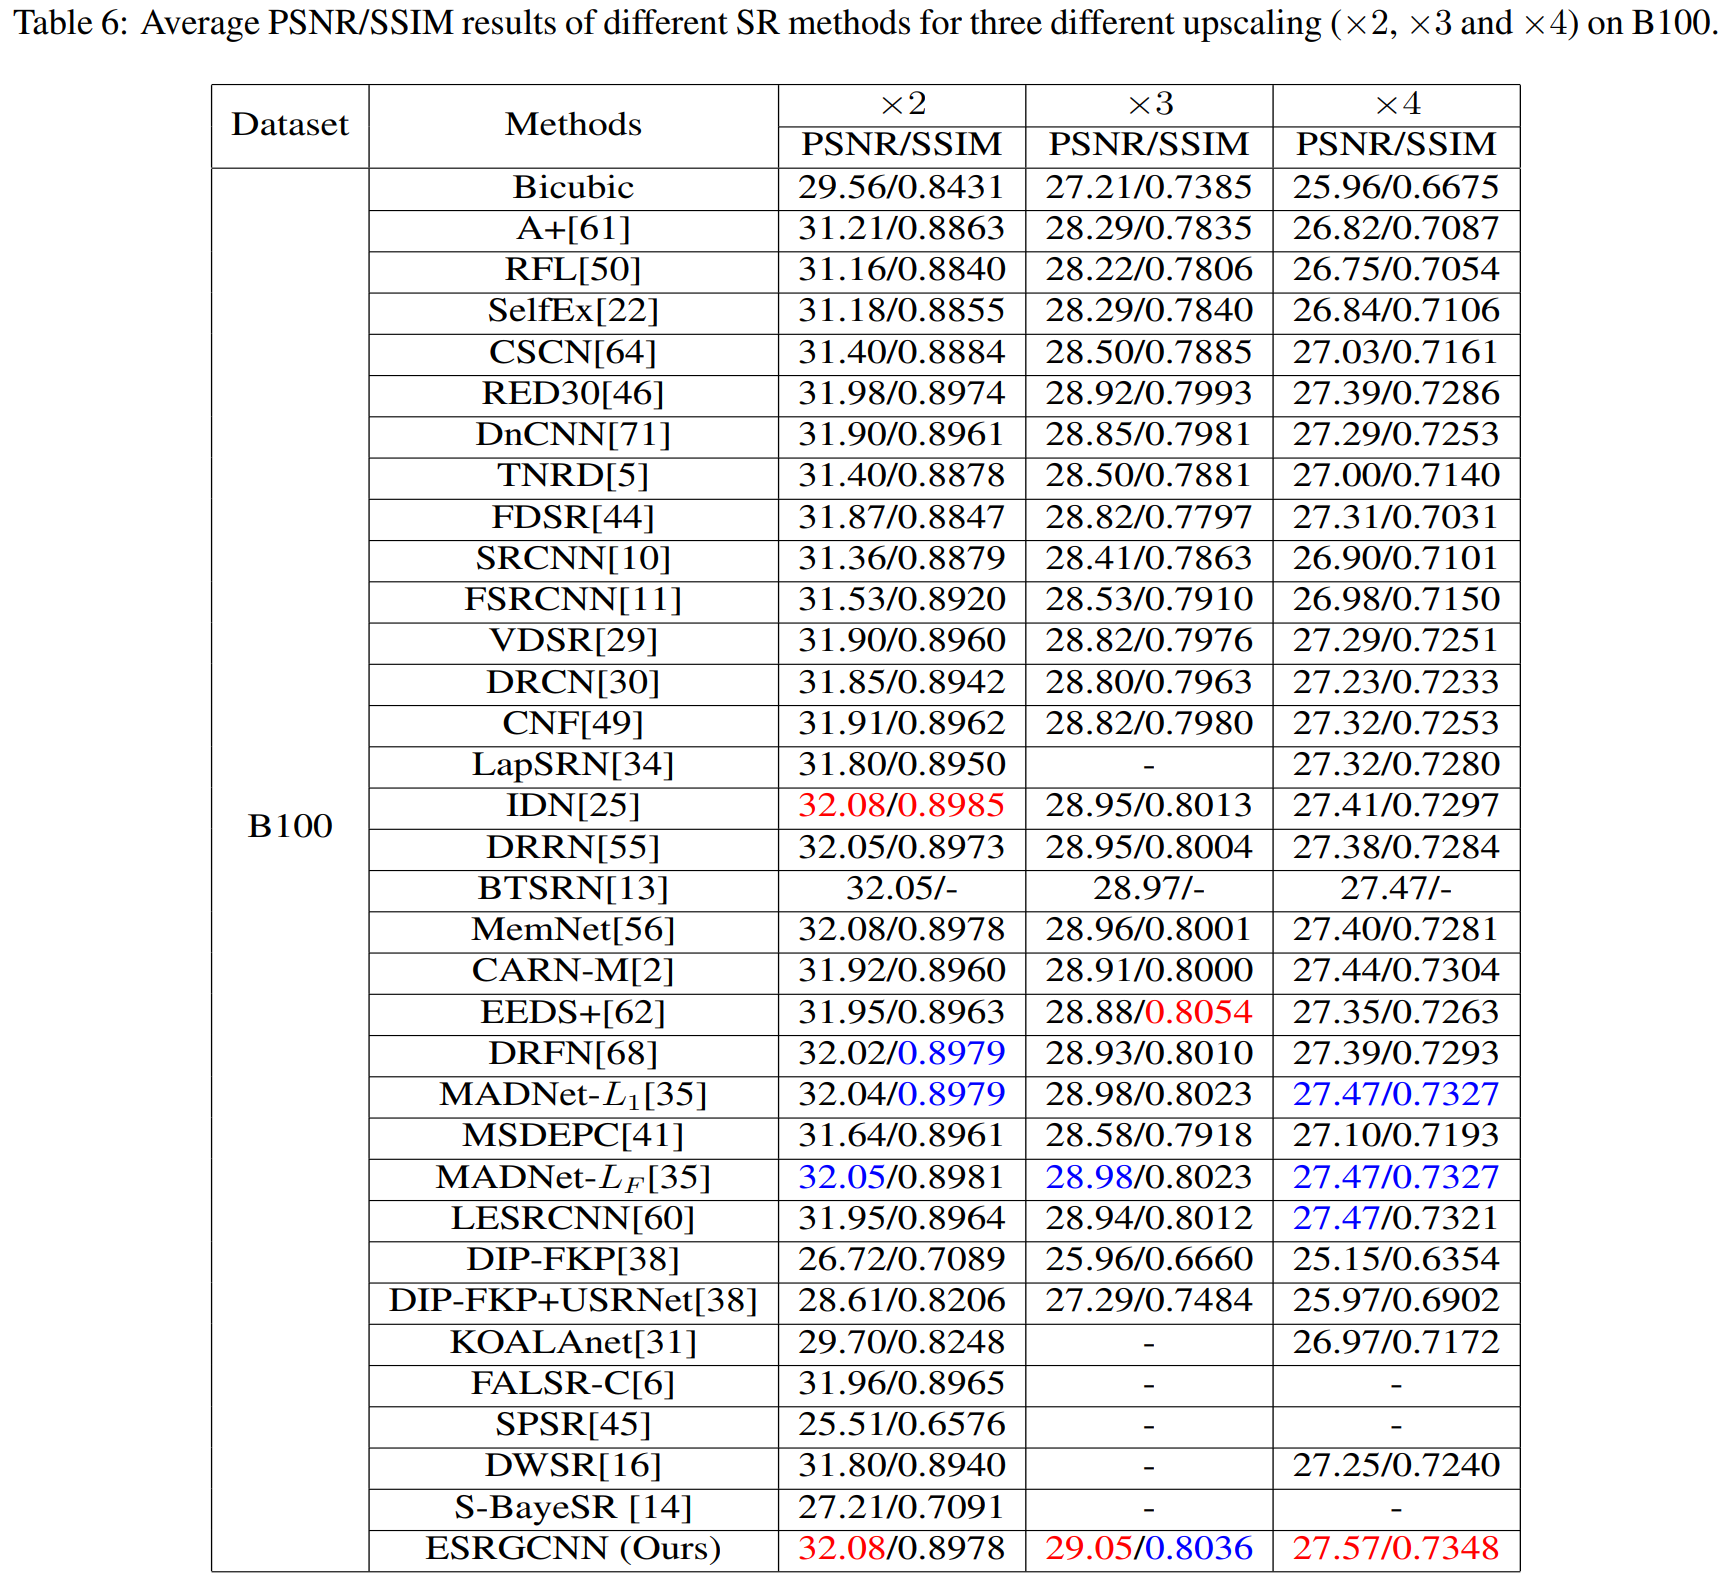 Table 6: Average PSNR/SSIM results of different SR methods for three different upscaling (×2, ×3 and ×4) on B100.
Dataset Methods ×2 ×3 ×4
PSNR/SSIM PSNR/SSIM PSNR/SSIM
B100
Bicubic 29.56/0.8431 27.21/0.7385 25.96/0.6675
A+[61] 31.21/0.8863 28.29/0.7835 26.82/0.7087
RFL[50] 31.16/0.8840 28.22/0.7806 26.75/0.7054
SelfEx[22] 31.18/0.8855 28.29/0.7840 26.84/0.7106
CSCN[64] 31.40/0.8884 28.50/0.7885 27.03/0.7161
RED30[46] 31.98/0.8974 28.92/0.7993 27.39/0.7286
DnCNN[71] 31.90/0.8961 28.85/0.7981 27.29/0.7253
TNRD[5] 31.40/0.8878 28.50/0.7881 27.00/0.7140
FDSR[44] 31.87/0.8847 28.82/0.7797 27.31/0.7031
SRCNN[10] 31.36/0.8879 28.41/0.7863 26.90/0.7101
FSRCNN[11] 31.53/0.8920 28.53/0.7910 26.98/0.7150
VDSR[29] 31.90/0.8960 28.82/0.7976 27.29/0.7251
DRCN[30] 31.85/0.8942 28.80/0.7963 27.23/0.7233
CNF[49] 31.91/0.8962 28.82/0.7980 27.32/0.7253
LapSRN[34] 31.80/0.8950 - 27.32/0.7280
IDN[25] 32.08/0.8985 28.95/0.8013 27.41/0.7297
DRRN[55] 32.05/0.8973 28.95/0.8004 27.38/0.7284
BTSRN[13] 32.05/- 28.97/- 27.47/-
MemNet[56] 32.08/0.8978 28.96/0.8001 27.40/0.7281
CARN-M[2] 31.92/0.8960 28.91/0.8000 27.44/0.7304
EEDS+[62] 31.95/0.8963 28.88/0.8054 27.35/0.7263
DRFN[68] 32.02/0.8979 28.93/0.8010 27.39/0.7293
MADNet-L1[35] 32.04/0.8979 28.98/0.8023 27.47/0.7327
MSDEPC[41] 31.64/0.8961 28.58/0.7918 27.10/0.7193
MADNet-LF[35] 32.05/0.8981 28.98/0.8023 27.47/0.7327
LESRCNN[60] 31.95/0.8964 28.94/0.8012 27.47/0.7321
DIP-FKP[38] 26.72/0.7089 25.96/0.6660 25.15/0.6354
DIP-FKP+USRNet[38] 28.61/0.8206 27.29/0.7484 25.97/0.6902
KOALAnet[31] 29.70/0.8248 - 26.97/0.7172
FALSR-C[6] 31.96/0.8965 - -
SPSR[45] 25.51/0.6576 - -
DWSR[16] 31.80/0.8940 - 27.25/0.7240
S-BayeSR [14] 27.21/0.7091 - -
ESRGCNN (Ours) 32.08/0.8978 29.05/0.8036 27.57/0.7348